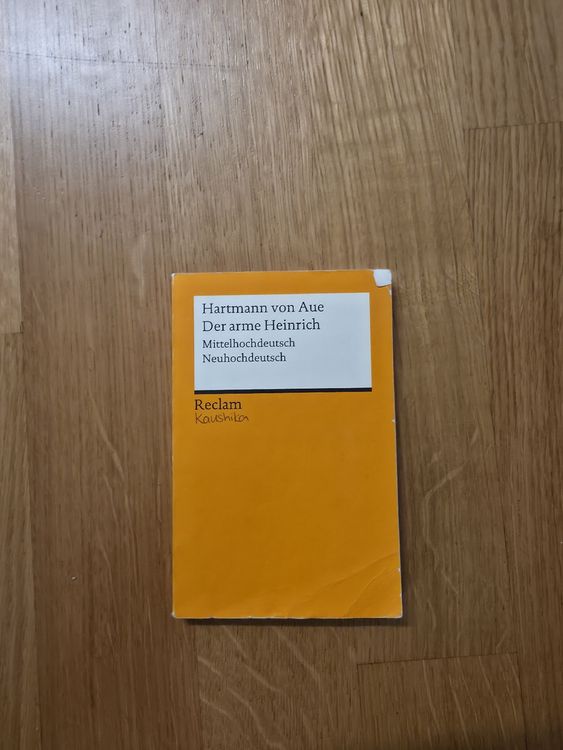 Hartmann von Aue
Der arme Heinrich
Mittelhochdeutsch
Neuhochdeutsch
Reclam
Kaushika